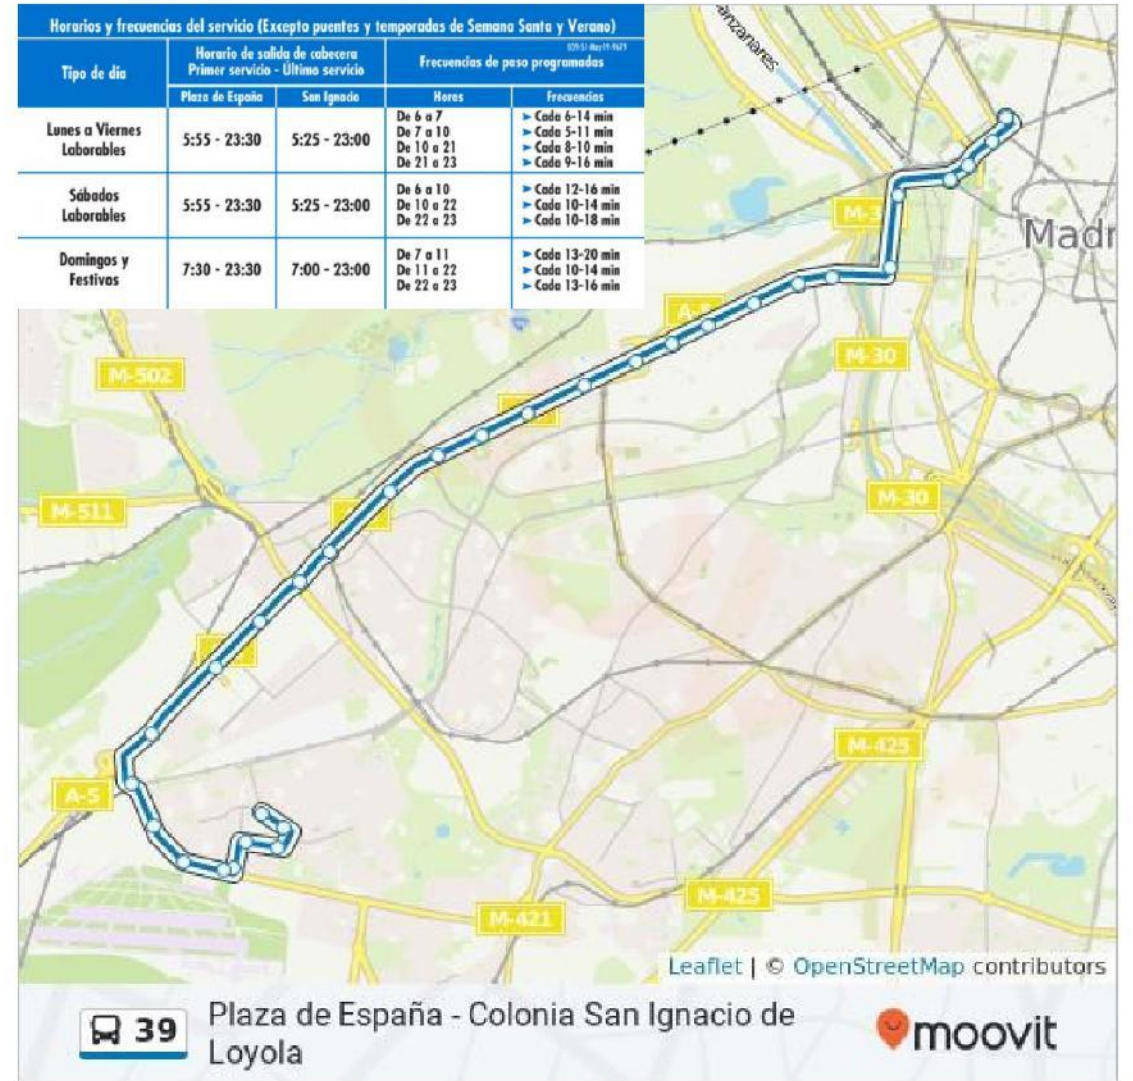 Horarios y frecuencias del servicio (Excepto puentes y temporadas de Semana Santa y Verano)
Tipo de día
Horario de salida de cabecera
Primer servicio - Último servicio
Frecuencias de paso programadas
Plaza de España
San Ignacio
Horas
Frecuencias
Lunes a Viernes
Laborables
5:55 - 23:30
5:25 - 23:00
De 6 a 7
Cada 6-14 min
De 7 a 10
Cada 5-11 min
De 10 a 21
Cada 8-10 min
De 21 a 23
Cada 9-16 min
Sábados
Laborables
5:55 - 23:30
5:25 - 23:00
De 6 a 10
Cada 12-16 min
De 10 a 22
Cada 10-14 min
De 22 a 23
Cada 10-18 min
Domingos y
Festivos
7:30 - 23:30
7:00 - 23:00
De 7 a 11
Cada 13-20 min
De 11 a 22
Cada 10-14 min
De 22 a 23
Cada 13-16 min
anzanares
M-3
Madr
M-30
M-502
M-511
M-30
M-425
A-5
M-425
M-421
Leaflet | © OpenStreetMap contributors
39
Plaza de España - Colonia San Ignacio de
Loyola
moovit